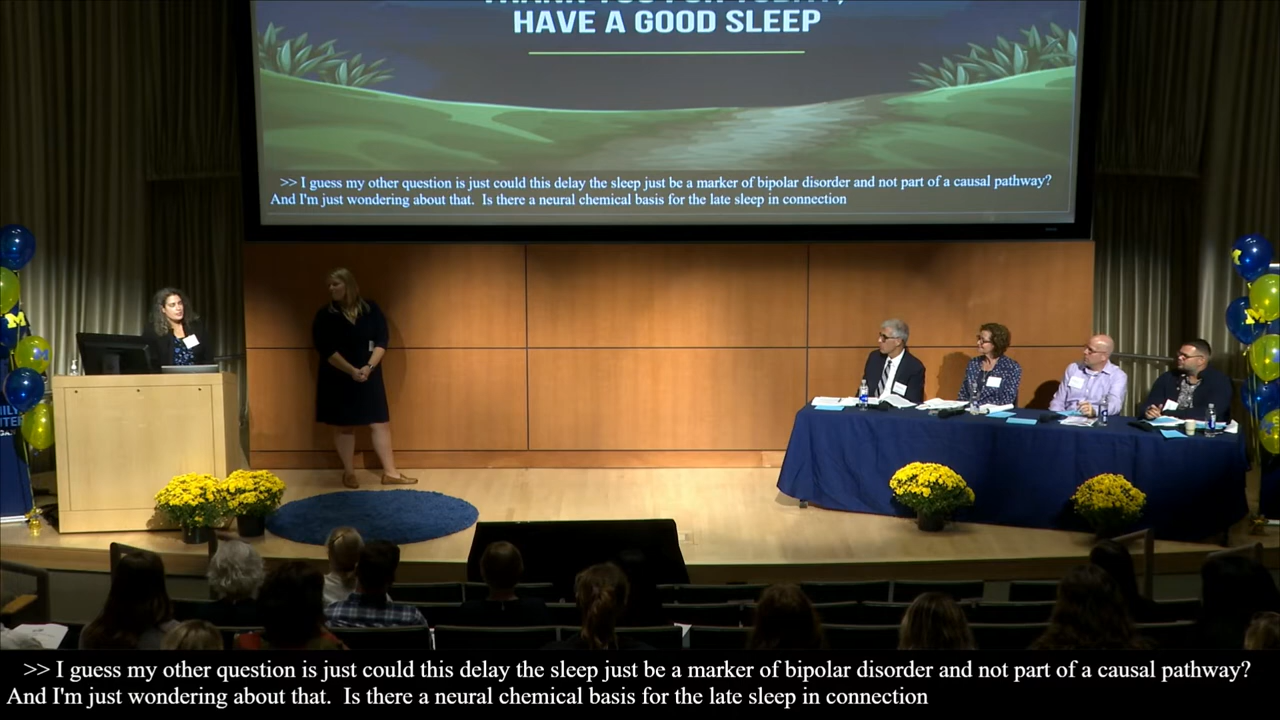 THANK YOU FOR TODAY,
HAVE A GOOD SLEEP
>> I guess my other question is just could this delay the sleep just be a marker of bipolar disorder and not part of a causal pathway?
And I'm just wondering about that.  Is there a neural chemical basis for the late sleep in connection
M
M
M
>> I guess my other question is just could this delay the sleep just be a marker of bipolar disorder and not part of a causal pathway?
And I'm just wondering about that.  Is there a neural chemical basis for the late sleep in connection